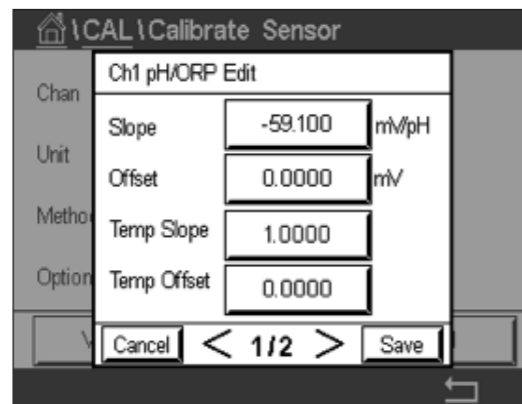 \CAL\Calibrate Sensor
Ch1 pH/ORP Edit
Chan
Slope -59.100 mV/pH
Unit
Offset 0.0000 mV
Temp Slope 1.0000
Temp Offset 0.0000
Option
Cancel < 1/2 > Save